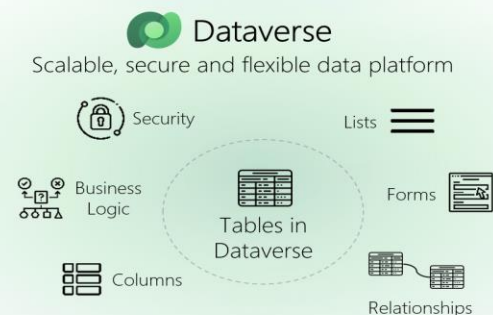 Dataverse
Scalable, secure and flexible data platform
Security
Lists
Business
Logic
Tables in
Dataverse
Forms
Columns
Relationships